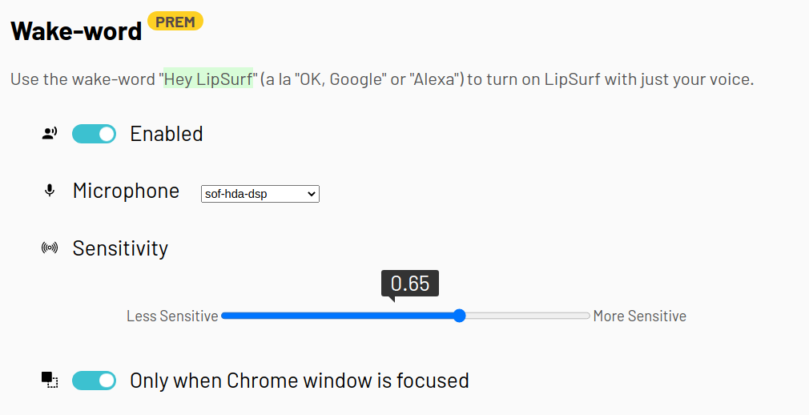 Wake-word PREM
Use the wake-word "Hey LipSurf" (a la "OK, Google" or "Alexa") to turn on LipSurf with just your voice.
Enabled
Microphone sof-hda-dsp
Sensitivity
0.65
Less Sensitive More Sensitive
Only when Chrome window is focused